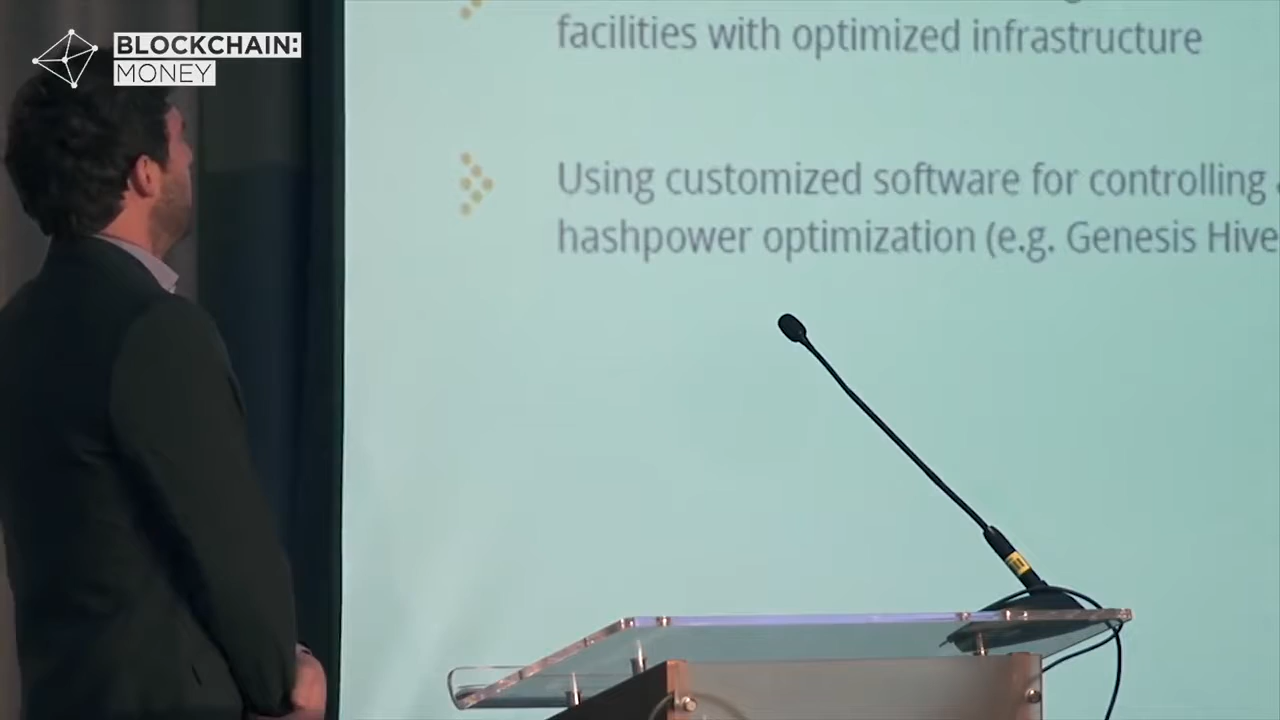 BLOCKCHAIN:
MONEY
facilities with optimized infrastructure
Using customized software for controlling
hashpower optimization (e.g. Genesis Hive